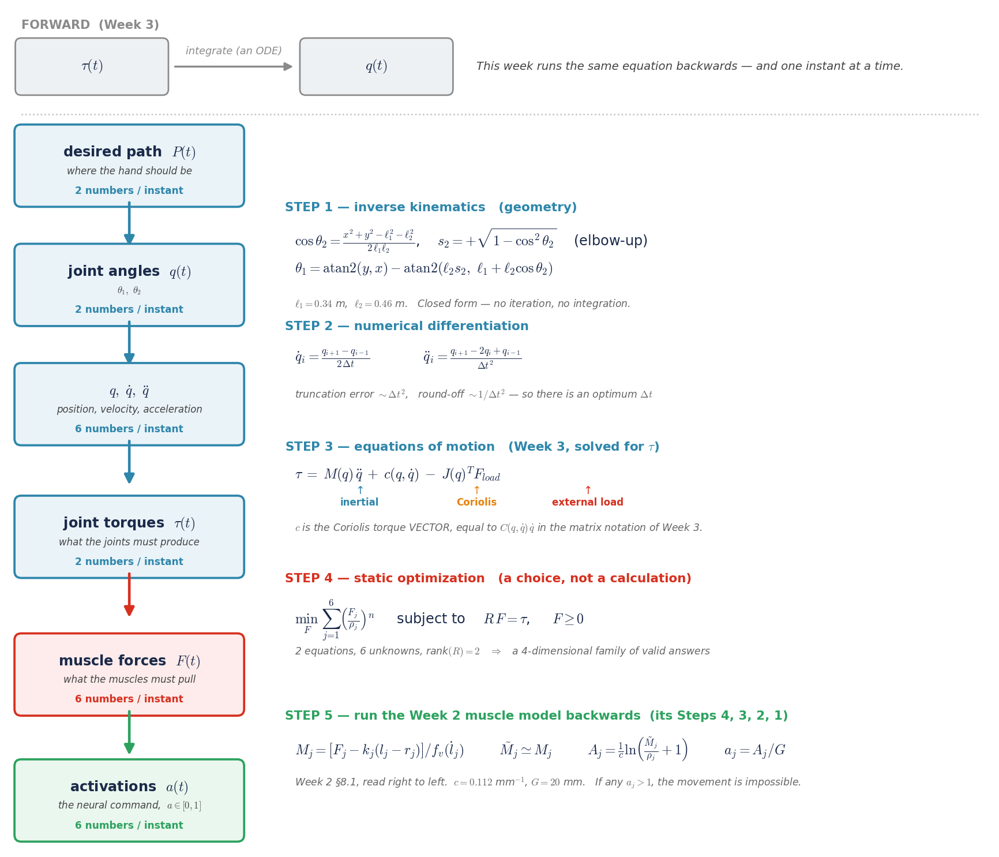 FORWARD (Week 3)
τ(t)
integrate (an ODE)
q(t)
This week runs the same equation backwards — and one instant at a time.
desired path P(t)
where the hand should be
2 numbers / instant
STEP 1 — inverse kinematics (geometry)
cos θ₂ = (x² + y² − ℓ₁² − ℓ₂²)/(2 ℓ₁ℓ₂), s₂ = +√(1 − cos² θ₂) (elbow-up)
θ₁ = atan2(y, x) − atan2(ℓ₂s₂, ℓ₁ + ℓ₂cos θ₂)
ℓ₁ = 0.34 m, ℓ₂ = 0.46 m. Closed form — no iteration, no integration.
joint angles q(t)
θ₁, θ₂
2 numbers / instant
STEP 2 — numerical differentiation
q̇ᵢ = (qᵢ₊₁ − qᵢ₋₁)/(2 Δt) q̈ᵢ = (qᵢ₊₁ − 2qᵢ + qᵢ₋₁)/Δt²
truncation error ∼Δt², round-off ∼1/Δt² — so there is an optimum Δt
q, q̇, q̈
position, velocity, acceleration
6 numbers / instant
STEP 3 — equations of motion (Week 3, solved for τ)
τ = M(q) q̈ + c(q, q̇) − J(q)ᵀF_load
↑ ↑ ↑
inertial Coriolis external load
c is the Coriolis torque VECTOR, equal to C(q, q̇) q̇ in the matrix notation of Week 3.
joint torques τ(t)
what the joints must produce
2 numbers / instant
STEP 4 — static optimization (a choice, not a calculation)
min_F ∑_{j=1}^{6} (F_j/ρ_j)ⁿ subject to R F = τ, F ≥ 0
2 equations, 6 unknowns, rank(R) = 2 ⇒ a 4-dimensional family of valid answers
muscle forces F(t)
what the muscles must pull
6 numbers / instant
STEP 5 — run the Week 2 muscle model backwards (its Steps 4, 3, 2, 1)
M_j = [F_j − k_j(l_j − r_j)]/f_v(l̇_j) M̃_j ≃ M_j A_j = (1/c) ln(M̃_j/ρ_j + 1) a_j = A_j/G
Week 2 §8.1, read right to left. c = 0.112 mm⁻¹, G = 20 mm. If any a_j > 1, the movement is impossible.
activations a(t)
the neural command, a ∈ [0, 1]
6 numbers / instant